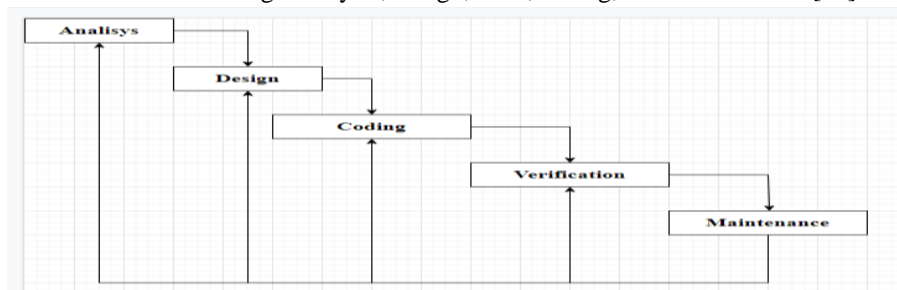 Analisys
Design
Coding
Verification
Maintenance